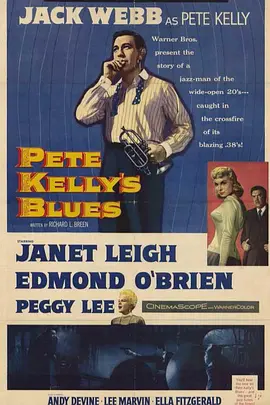 JACK WEBB AS PETE KELLY
Warner Bros.
present the
story of a
jazz-man of the
wide-open 20's---
caught in
the crossfire
of its
blazing .38's!
PETE
KELLY'S
BLUES
WRITTEN BY RICHARD L. BREEN
JANET LEIGH
EDMOND O'BRIEN
PEGGY LEE
CINEMASCOPE AND WARNERCOLOR
ANDY DEVINE LEE MARVIN ELLA FITZGERALD